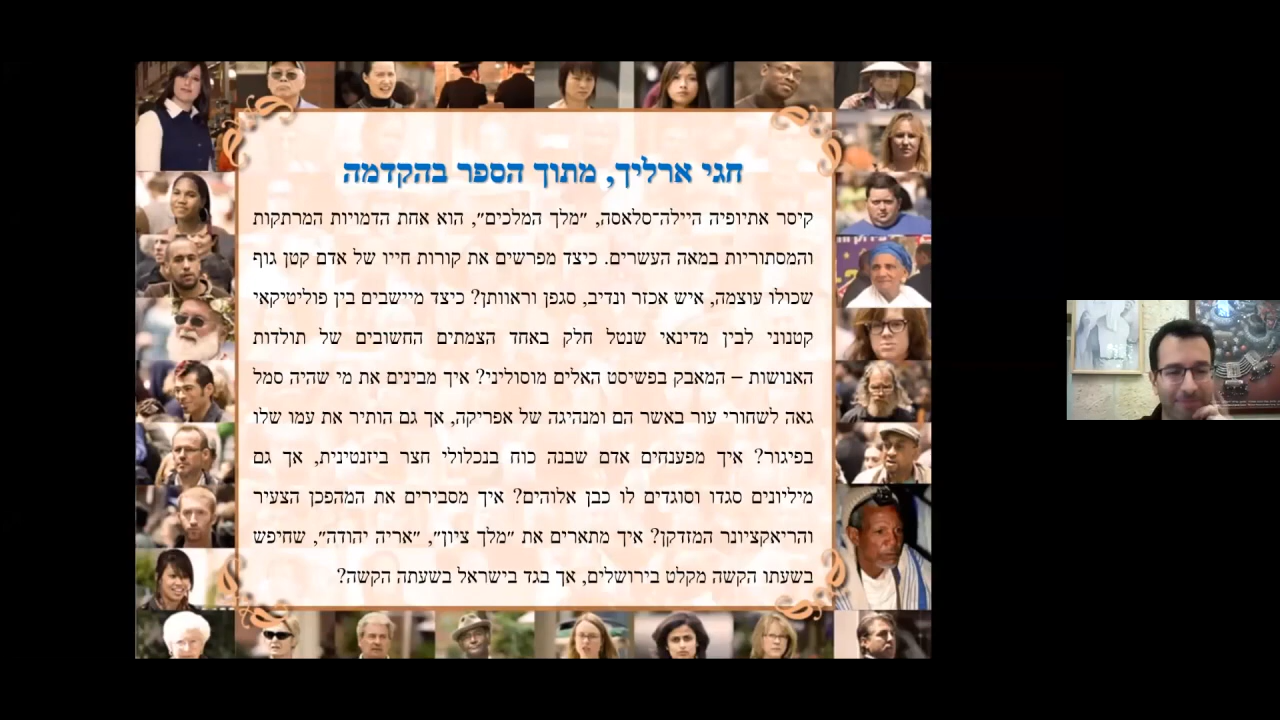 חגי ארליך, מתוך הספר בהקדמה
קיסר אתיופיה היילה־סלאסה, ״מלך המלכים״, הוא אחת הדמויות המרתקות
והמסתוריות במאה העשרים. כיצד מפרשים את קורות חייו של אדם קטן גוף
שכולו עוצמה, איש אכזר ונדיב, סגפן וראוותן? כיצד מיישבים בין פוליטיקאי
קטנוני לבין מדינאי שנטל חלק באחד הצמתים החשובים של תולדות
האנושות – המאבק בפשיסט האלים מוסוליני? איך מבינים את מי שהיה סמל
גאה לשחורי עור באשר הם ומנהיגה של אפריקה, אך גם הותיר את עמו שלו
בפיגור? איך מפענחים אדם שבנה כוח בנכלולי חצר ביזנטינית, אך גם
מיליונים סגדו וסוגדים לו כבן אלוהים? איך מסבירים את המהפכן הצעיר
והריאקציונר המזדקן? איך מתארים את ״מלך ציון״, ״אריה יהודה״, שחיפש
בשעתו הקשה מקלט בירושלים, אך בגד בישראל בשעתה הקשה?